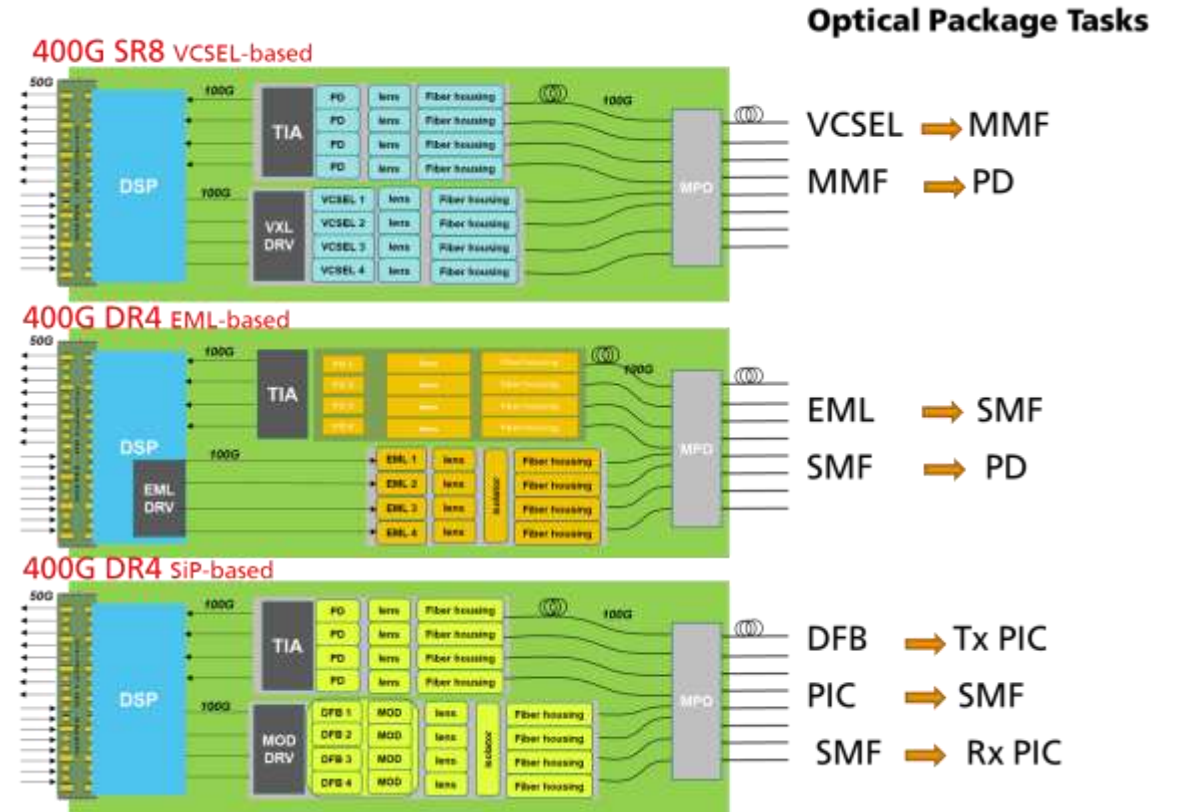 Optical Package Tasks
400G SR8 VCSEL-based
50G
100G
TIA
PD lens Fiber housing
PD lens Fiber housing
PD lens Fiber housing
PD lens Fiber housing
100G
DSP
100G
VXL
DRV
VCSEL 1 lens Fiber housing
VCSEL 2 lens Fiber housing
VCSEL 3 lens Fiber housing
VCSEL 4 lens Fiber housing
MPO
VCSEL MMF
MMF PD
400G DR4 EML-based
50G
100G
TIA
100G
DSP
100G
EML
DRV
EML 1 lens Fiber housing
EML 2 lens Fiber housing
EML 3 lens Fiber housing
EML 4 lens Fiber housing
isolator
MPO
EML SMF
SMF PD
400G DR4 SiP-based
50G
100G
TIA
PD lens Fiber housing
PD lens Fiber housing
PD lens Fiber housing
PD lens Fiber housing
100G
DSP
100G
MOD
DRV
DFB 1 MOD lens Fiber housing
DFB 2 MOD lens Fiber housing
DFB 3 MOD lens Fiber housing
DFB 4 MOD lens Fiber housing
isolator
MPO
DFB Tx PIC
PIC SMF
SMF Rx PIC